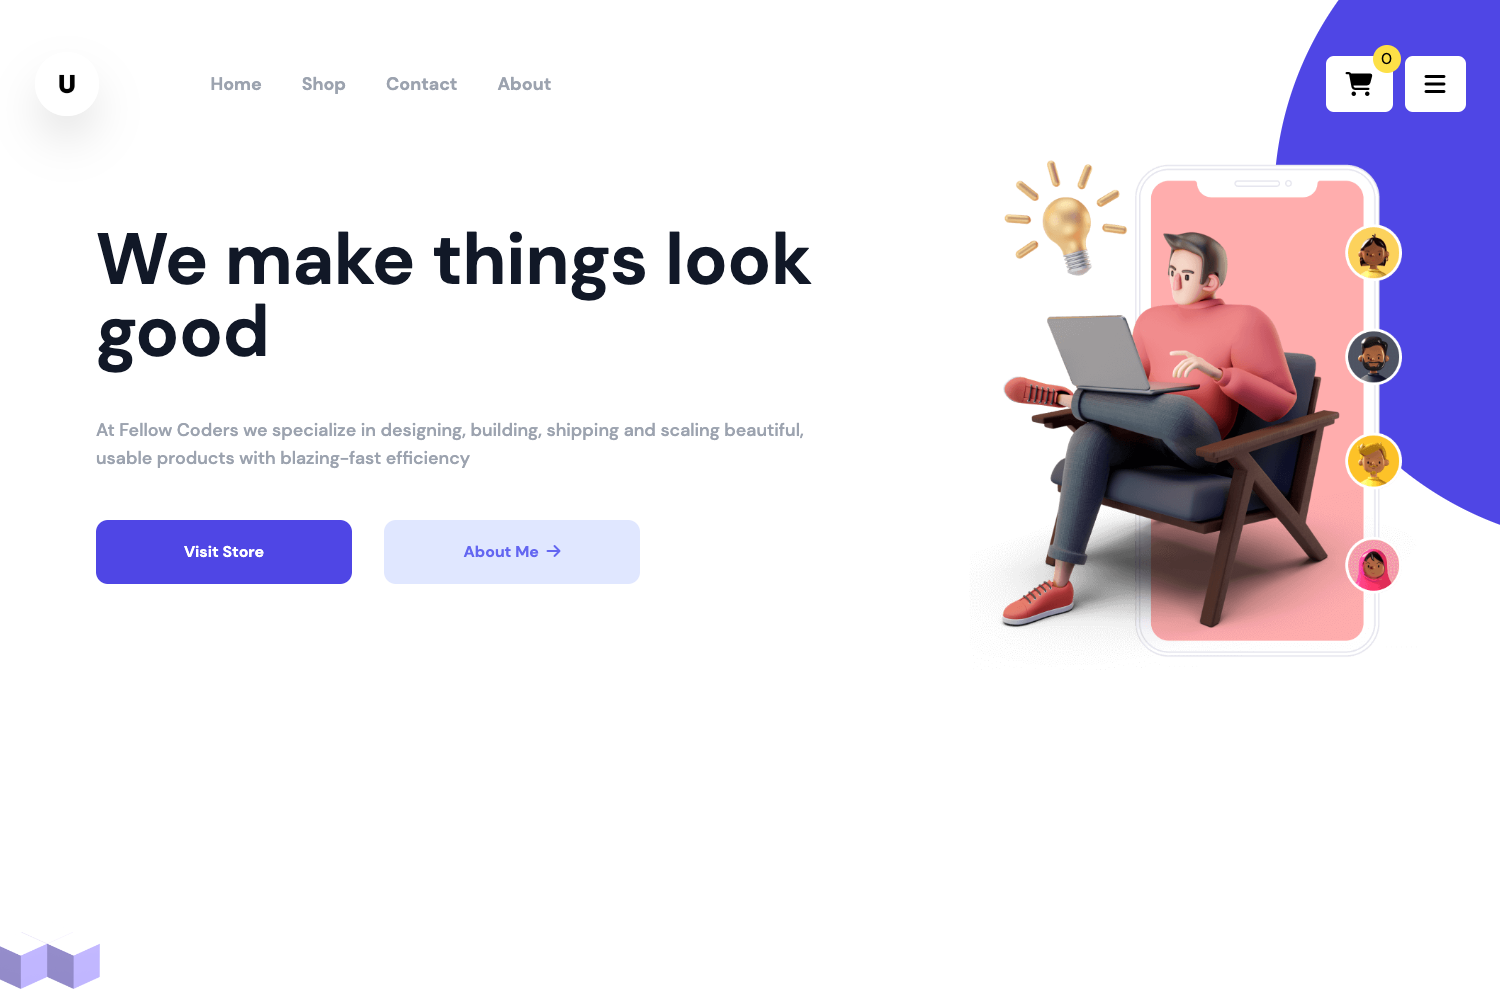 U
Home
Shop
Contact
About
0
We make things look
good
At Fellow Coders we specialize in designing, building, shipping and scaling beautiful,
usable products with blazing-fast efficiency
Visit Store
About Me →